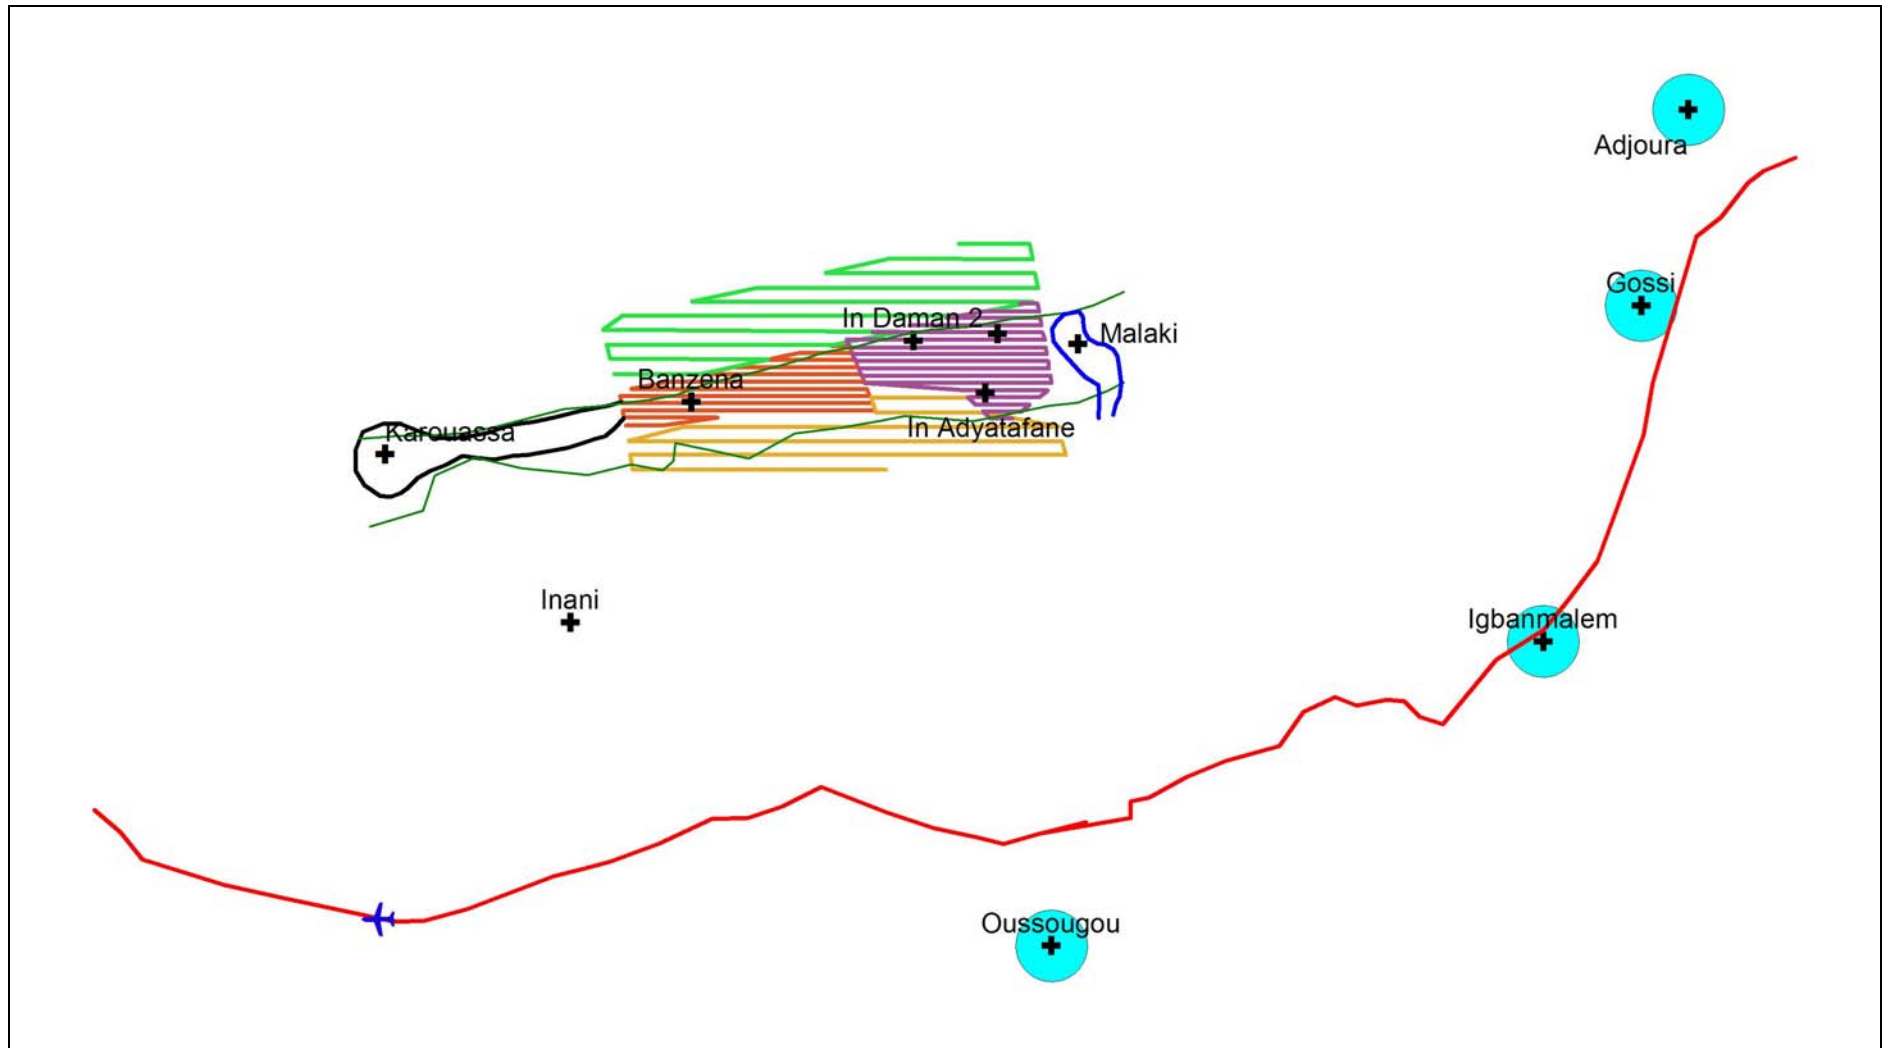 Adjoura
Gossi
In Daman 2
Malaki
Banzena
Karouassa
In Adyatafane
Inani
Igbanmalem
Oussougou